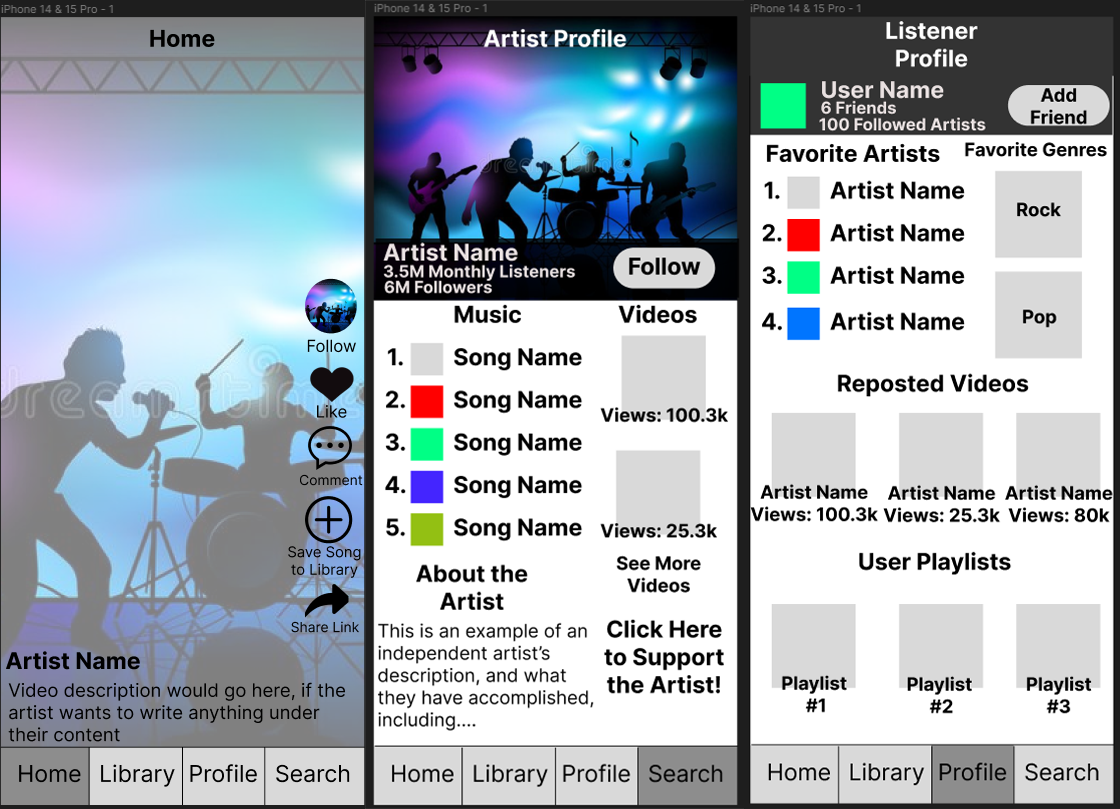 iPhone 14 & 15 Pro - 1
Home
dreamstime
Follow
Like
Comment
Save Song
to Library
Share Link
Artist Name
Video description would go here, if the
artist wants to write anything under
their content
Home
Library
Profile
Search
iPhone 14 & 15 Pro - 1
Artist Profile
Artist Name
3.5M Monthly Listeners
6M Followers
Follow
Music
1. Song Name
2. Song Name
3. Song Name
4. Song Name
5. Song Name
Videos
Views: 100.3k
Views: 25.3k
See More
Videos
About the
Artist
This is an example of an
independent artist’s
description, and what
they have accomplished,
including....
Click Here
to Support
the Artist!
Home
Library
Profile
Search
iPhone 14 & 15 Pro - 1
Listener
Profile
User Name
6 Friends
100 Followed Artists
Add
Friend
Favorite Artists
1. Artist Name
2. Artist Name
3. Artist Name
4. Artist Name
Favorite Genres
Rock
Pop
Reposted Videos
Artist Name
Views: 100.3k
Artist Name
Views: 25.3k
Artist Name
Views: 80k
User Playlists
Playlist
#1
Playlist
#2
Playlist
#3
Home
Library
Profile
Search